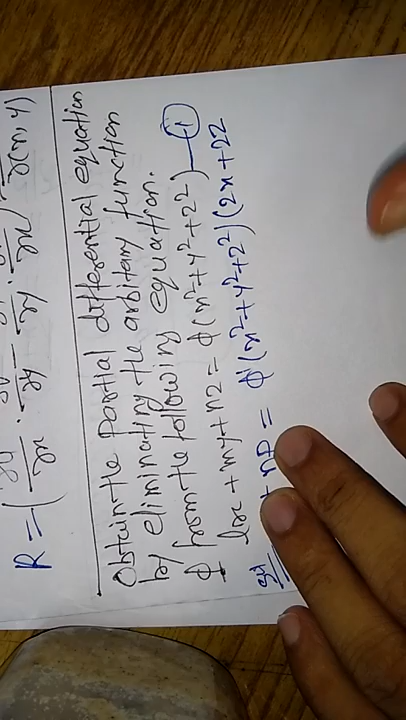 R = ( ∂u/∂x · ∂v/∂y − ∂u/∂y · ∂v/∂x ) ∂(x, y)
Obtain the partial differential equation
by eliminating the arbitary function
ϕ from the following equation.
lx + my + nz = ϕ(x²+y²+z²) — (1)
+ np = ϕ'(x²+y²+z²)(2x+2z